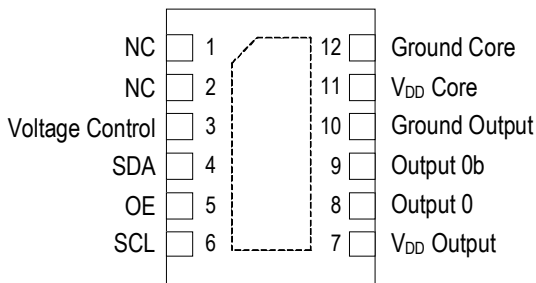 NC 1 12 Ground Core
NC 2 11 V_DD Core
Voltage Control 3 10 Ground Output
SDA 4 9 Output 0b
OE 5 8 Output 0
SCL 6 7 V_DD Output